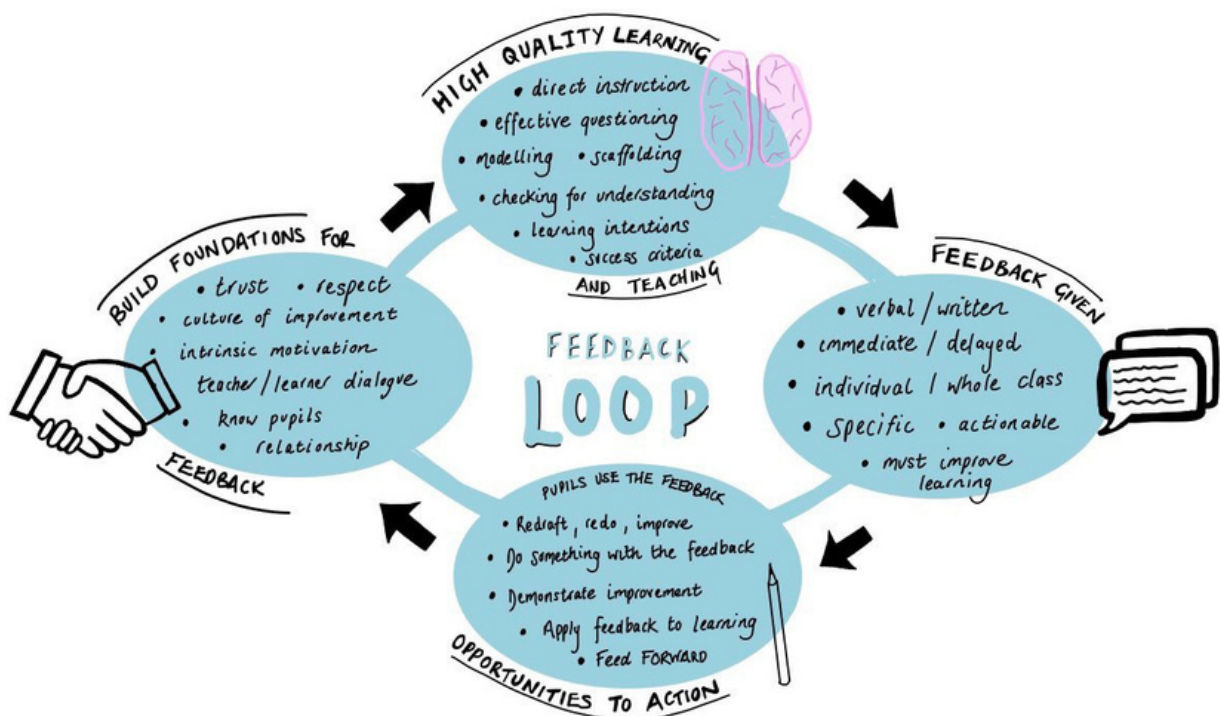 HIGH QUALITY LEARNING
• direct instruction
• effective questioning
• modelling • scaffolding
• checking for understanding
• learning intentions
• success criteria
AND TEACHING
BUILD FOUNDATIONS FOR
• trust • respect
• culture of improvement
• intrinsic motivation
teacher/learner dialogue
• know pupils
• relationship
FEEDBACK
FEEDBACK
LOOP
FEEDBACK GIVEN
• verbal/written
• immediate / delayed
• individual / whole class
• specific • actionable
• must improve
learning
PUPILS USE THE FEEDBACK
• Redraft, redo, improve
• Do something with the feedback
• Demonstrate improvement
• Apply feedback to learning
• Feed FORWARD
OPPORTUNITIES TO ACTION